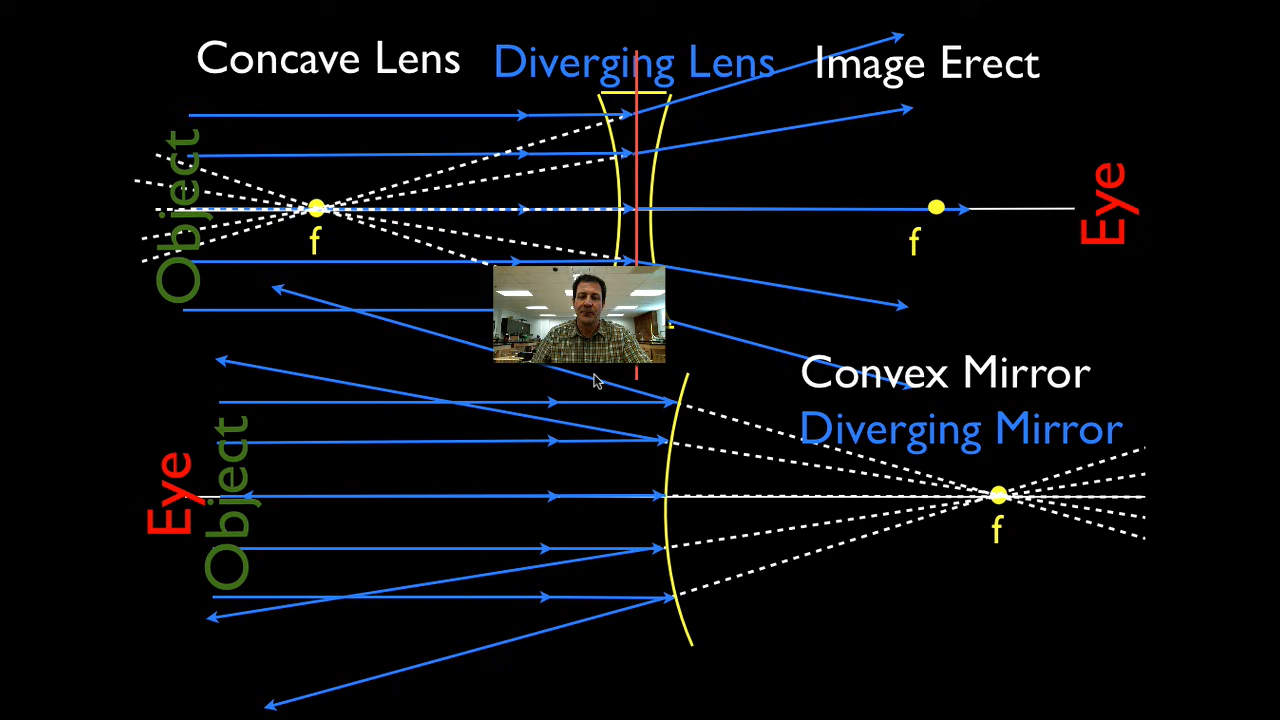 Concave Lens
Diverging Lens
Image Erect
Object
f
f
Eye
Convex Mirror
Diverging Mirror
Eye
Object
f